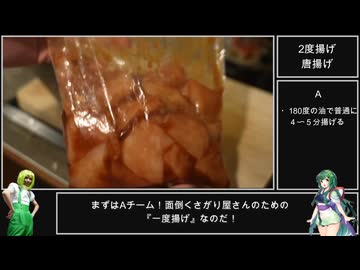 2度揚げ
唐揚げ
A
・180度の油で普通に
4〜5分揚げる
まずはAチーム！面倒くさがり屋さんのための
『一度揚げ』なのだ！